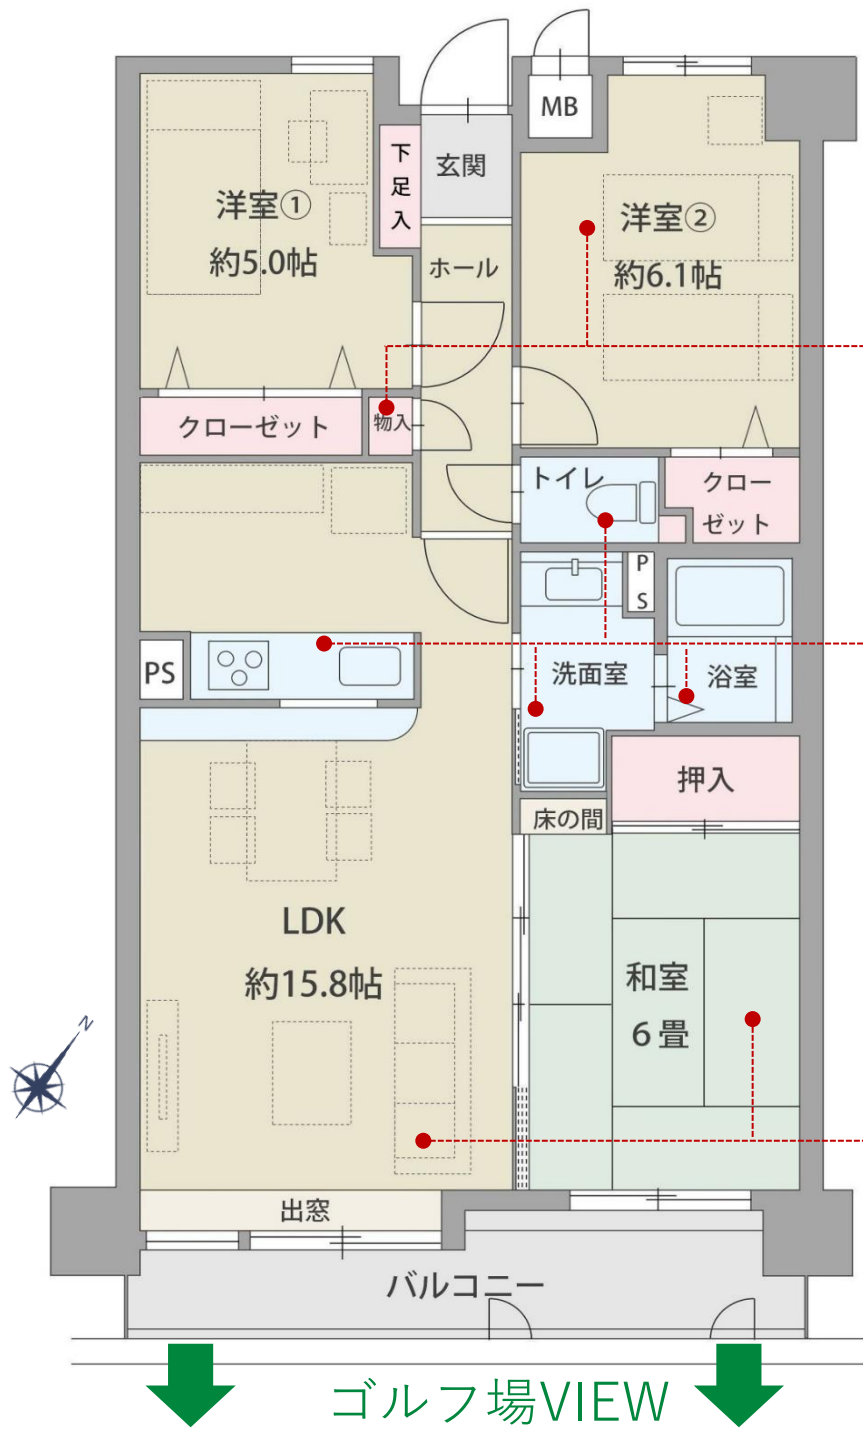 MB
玄関
下足入
洋室①
約5.0帖
洋室②
約6.1帖
ホール
クローゼット
物入
トイレ
クロー
ゼット
PS
PS
洗面室
浴室
押入
床の間
LDK
約15.8帖
和室
6畳
N
出窓
バルコニー
ゴルフ場VIEW